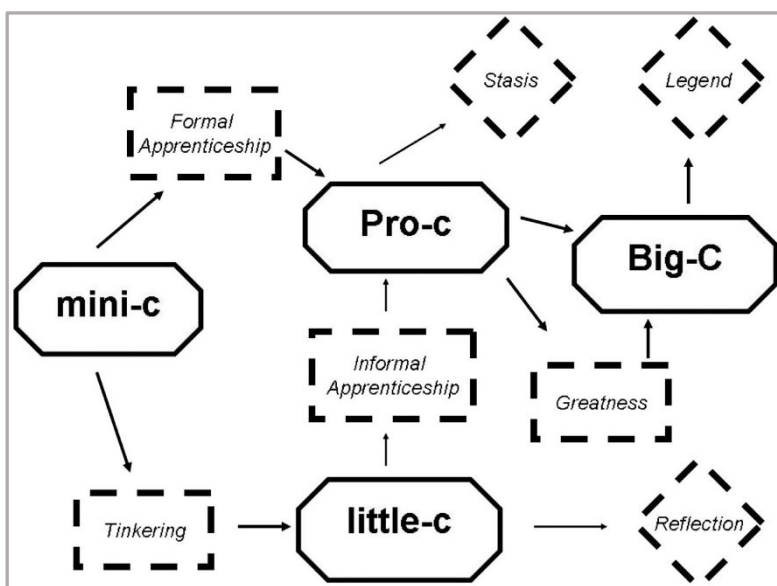 Stasis
Legend
Formal
Apprenticeship
Pro-c
Big-C
mini-c
Informal
Apprenticeship
Greatness
Tinkering
little-c
Reflection